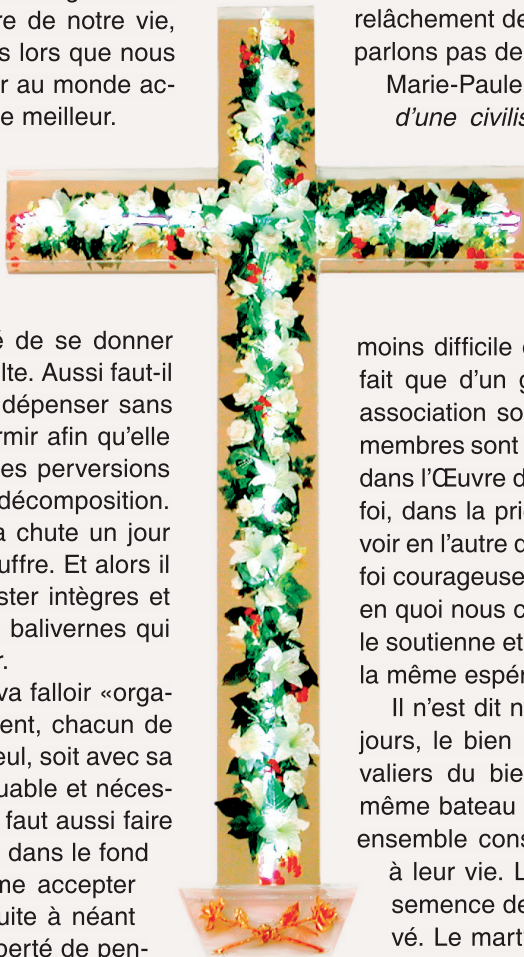 re de notre vie,
s lors que nous
r au monde ac-
e meilleur.
é de se donner
lte. Aussi faut-il
dépenser sans
rmir afin qu’elle
es perversions
décomposition.
a chute un jour
uffre. Et alors il
ster intègres et
balivernes qui
r.
va falloir «orga-
ent, chacun de
eul, soit avec sa
uable et néces-
faut aussi faire
dans le fond
me accepter
uite à néant
berté de pen-
relâchement de
parlons pas de
Marie-Paule
d’une civilis
moins difficile
fait que d’un g
association so
membres sont
dans l’Œuvre d
foi, dans la prié
voir en l’autre
foi courageuse
en quoi nous c
le soutienne et
la même espér
Il n’est dit n
jours, le bien
valiers du bie
même bateau
ensemble cons
à leur vie. L
semence de
vé. Le mart